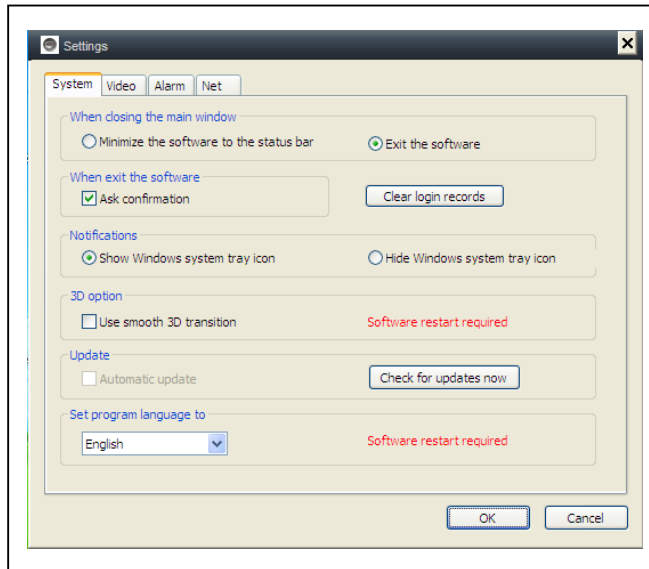 Settings
System Video Alarm Net
When closing the main window
Minimize the software to the status bar Exit the software
When exit the software
Ask confirmation Clear login records
Notifications
Show Windows system tray icon Hide Windows system tray icon
3D option
Use smooth 3D transition Software restart required
Update
Automatic update Check for updates now
Set program language to
English Software restart required
OK Cancel